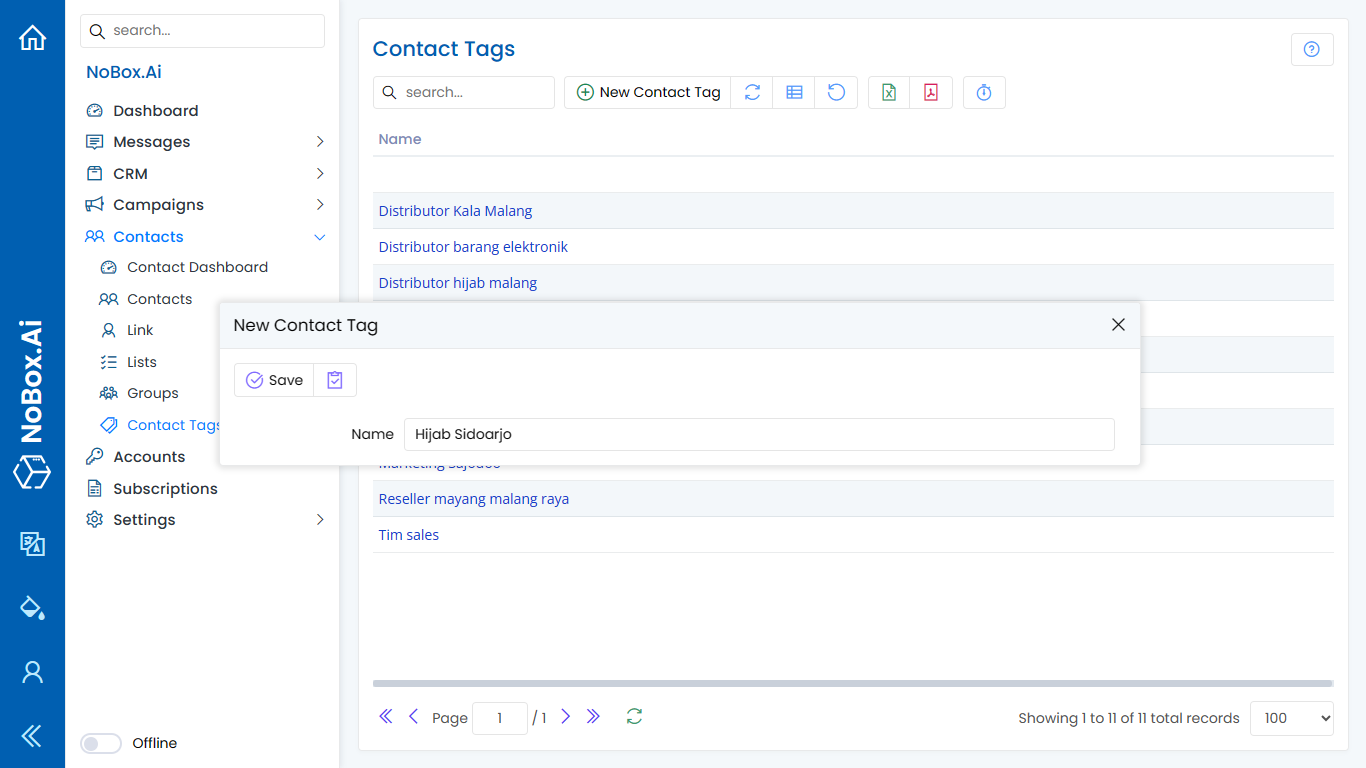 search...
NoBox.Ai
Dashboard
Messages
CRM
Campaigns
Contacts
Contact Dashboard
Contacts
Link
Lists
Groups
Contact Tags
Accounts
Subscriptions
Settings
Offline
NoBox.Ai
Contact Tags
search...
New Contact Tag
Name
Distributor Kala Malang
Distributor barang elektronik
Distributor hijab malang
New Contact Tag
Save
Name
Hijab Sidoarjo
Reseller mayang malang raya
Tim sales
Page 1 / 1
Showing 1 to 11 of 11 total records
100